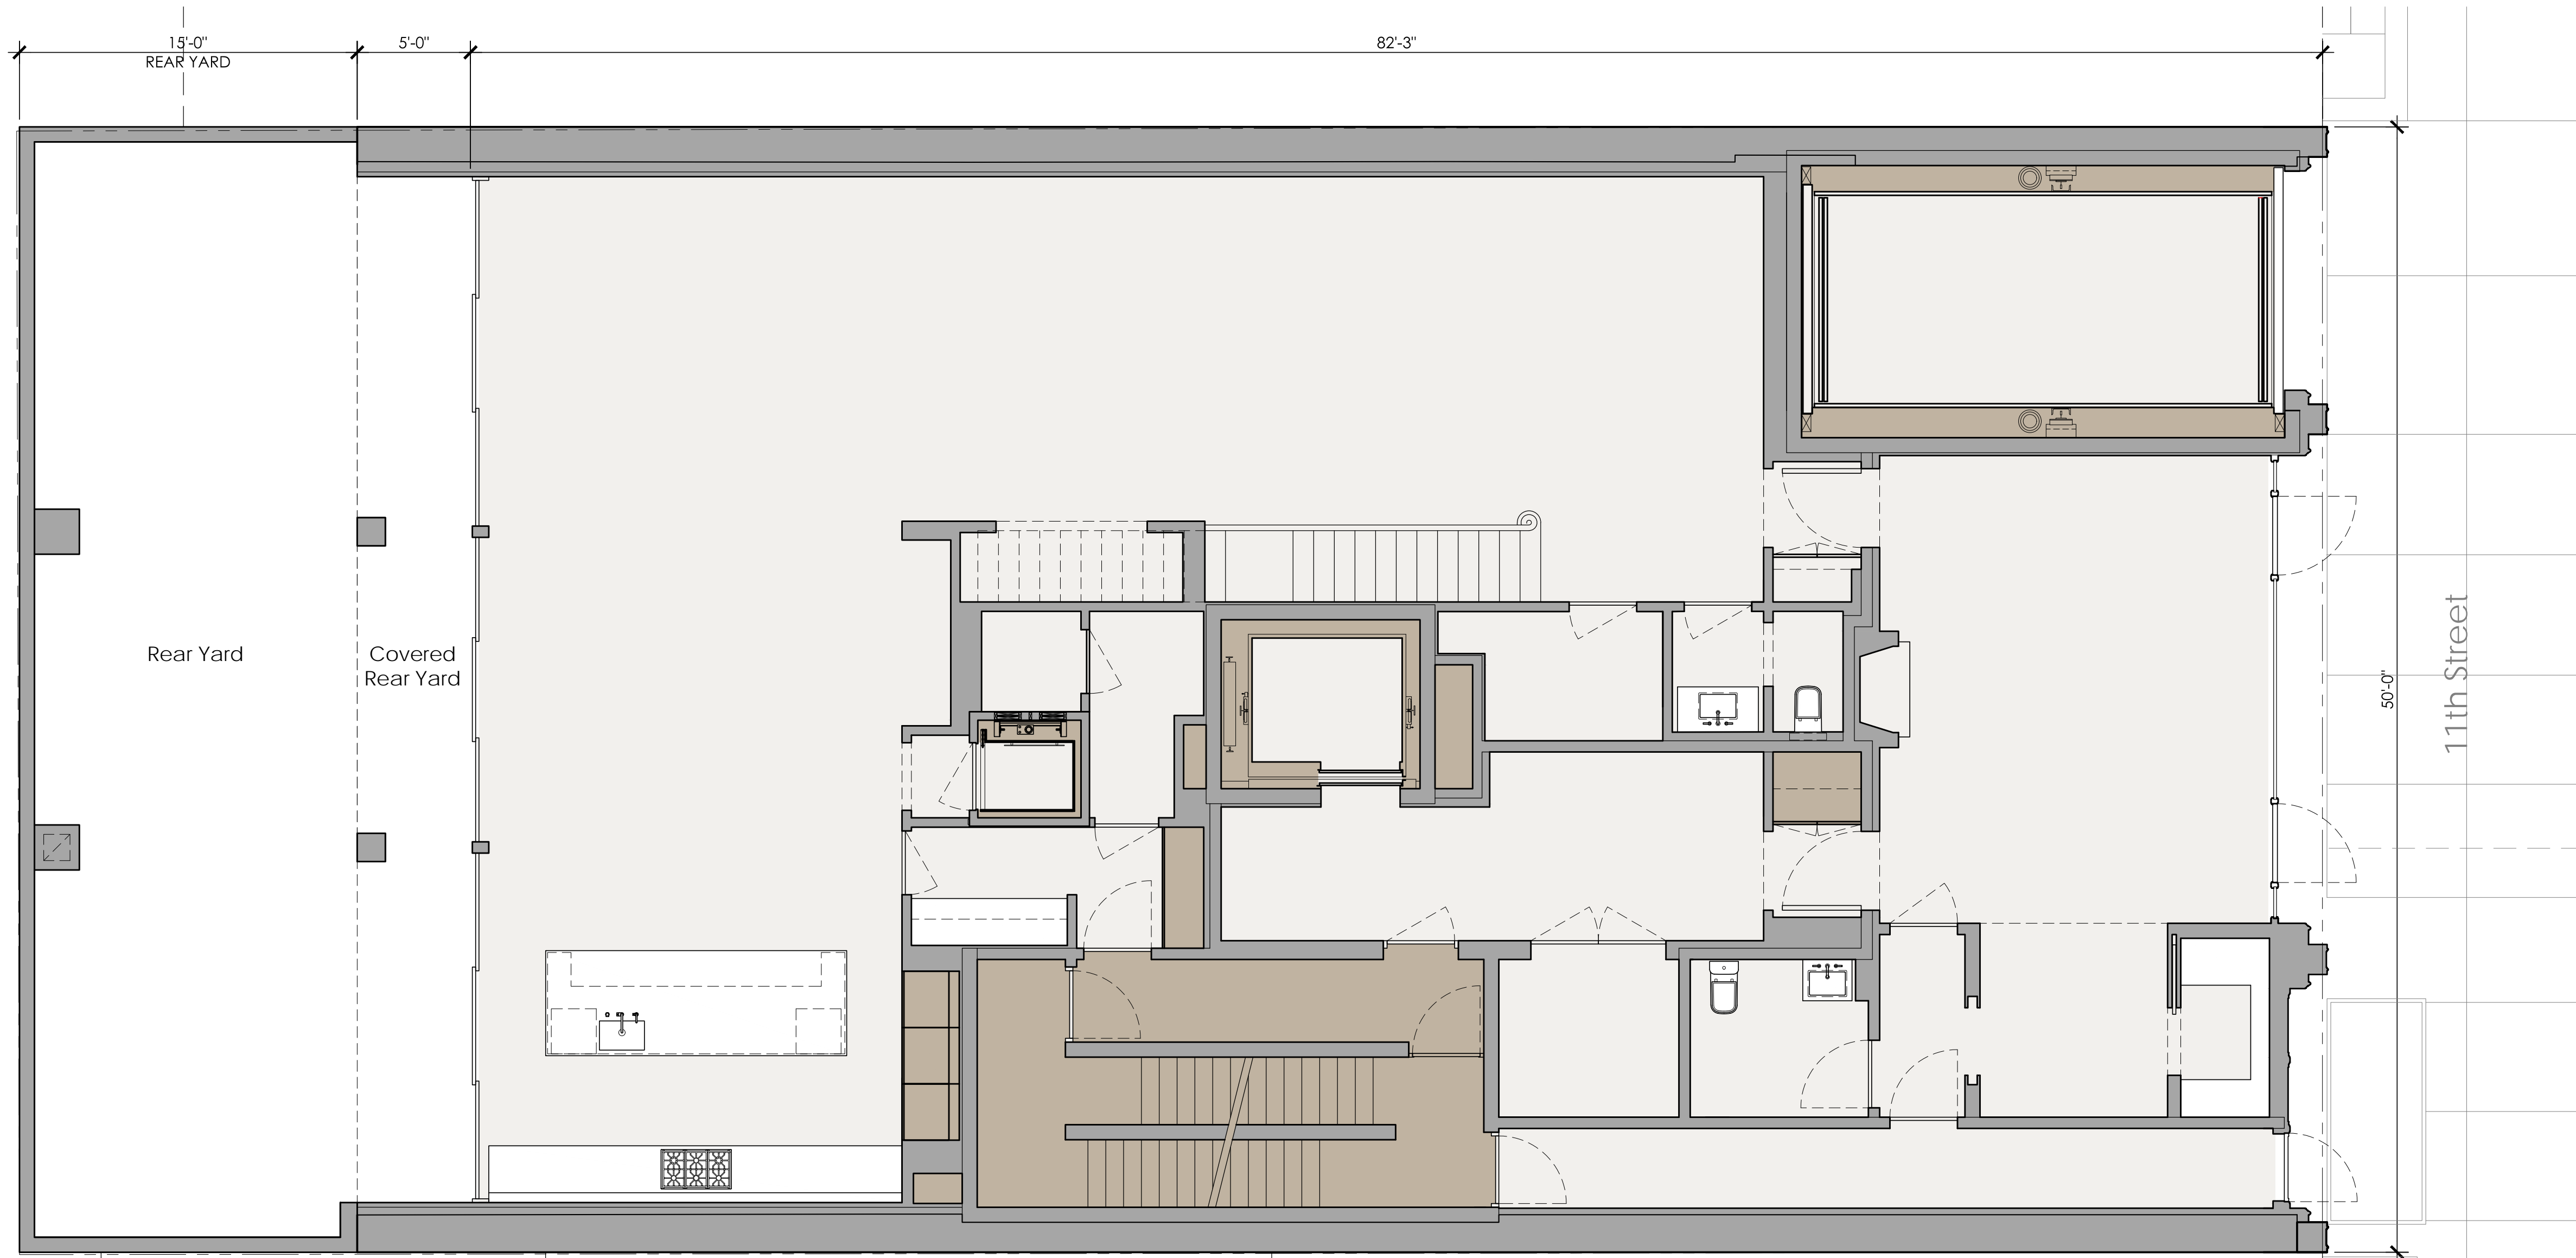 15'-0"
REAR YARD
5'-0"
82'-3"
Rear Yard
Covered
Rear Yard
50'-0"
11th Street